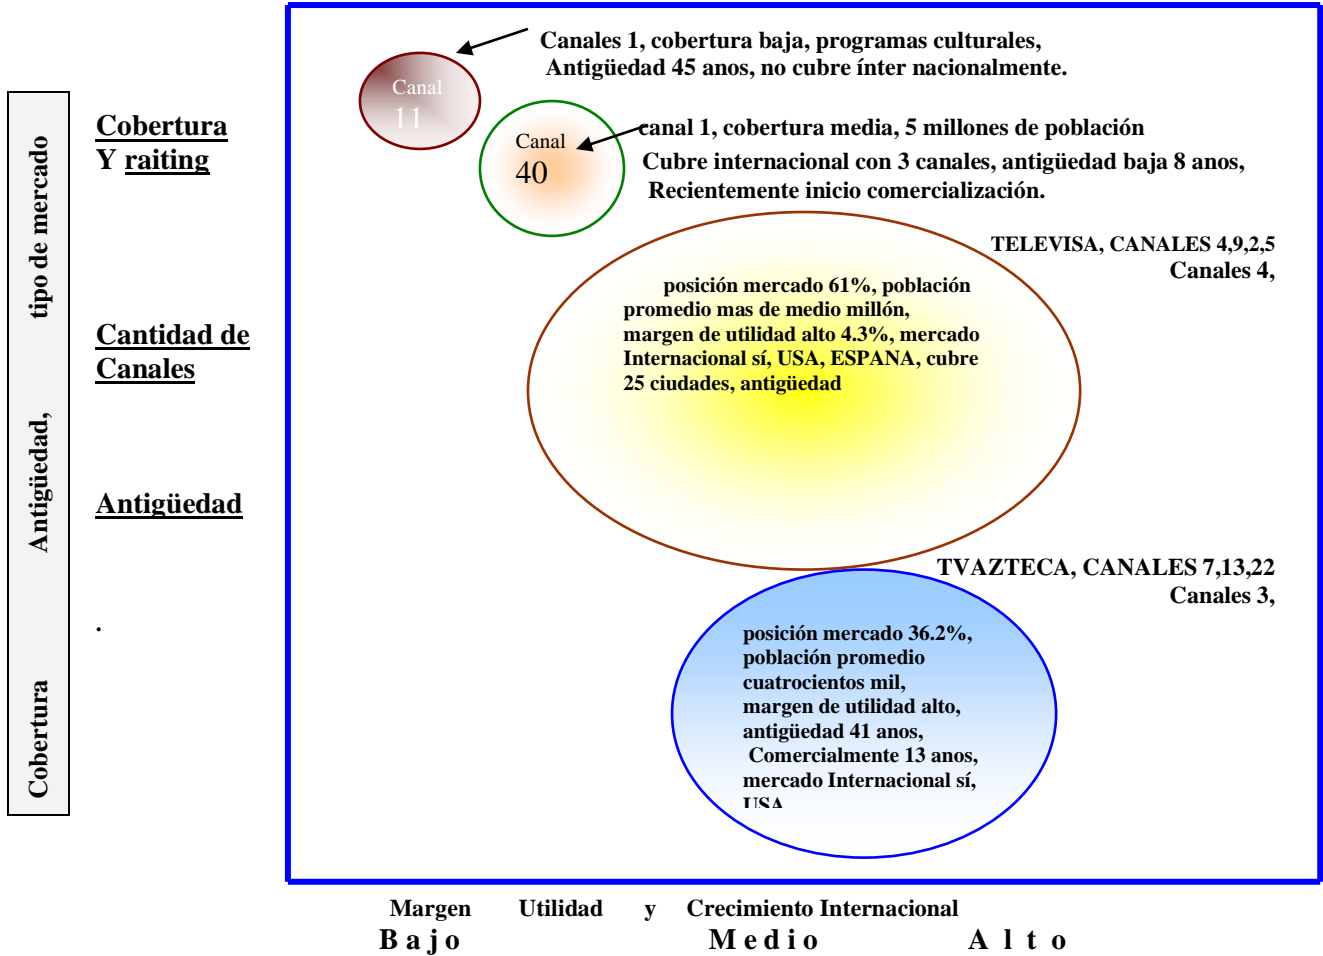 Canales 1, cobertura baja, programas culturales,
Antigüedad 45 anos, no cubre ínter nacionalmente.
Canal
11
Canal
40
canal 1, cobertura media, 5 millones de población
Cubre internacional con 3 canales, antigüedad baja 8 anos,
Recientemente inicio comercialización.
Cobertura
Y raiting
Cantidad de
Canales
Antigüedad
.
tipo de mercado
Antigüedad,
Cobertura
TELEVISA, CANALES 4,9,2,5
Canales 4,
posición mercado 61%, población
promedio mas de medio millón,
margen de utilidad alto 4.3%, mercado
Internacional sí, USA, ESPANA, cubre
25 ciudades, antigüedad
TVAZTECA, CANALES 7,13,22
Canales 3,
posición mercado 36.2%,
población promedio
cuatrocientos mil,
margen de utilidad alto,
antigüedad 41 anos,
Comercialmente 13 anos,
mercado Internacional sí,
USA
Margen Utilidad y Crecimiento Internacional
Bajo Medio Alto